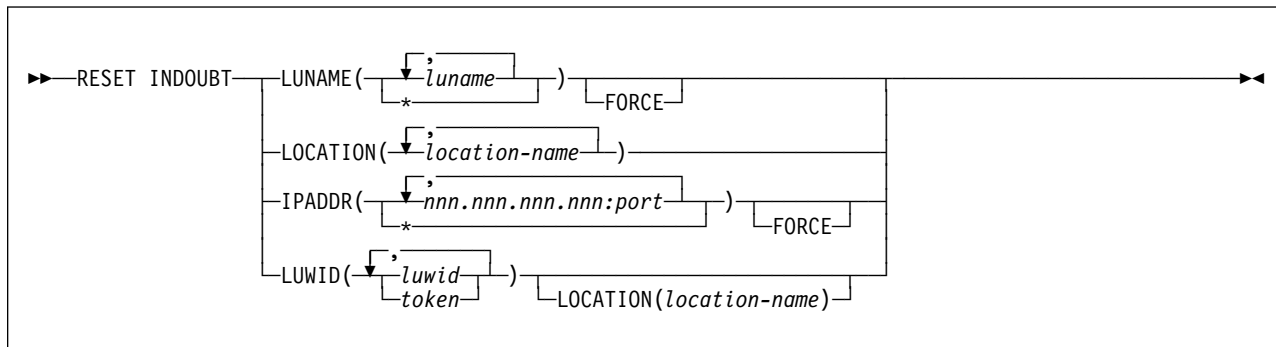 ,
RESET INDOUBT LUNAME( luname )
* FORCE
,
LOCATION( location-name )
,
IPADDR( nnn.nnn.nnn.nnn:port )
* FORCE
,
LUWID( luwid )
token LOCATION(location-name)